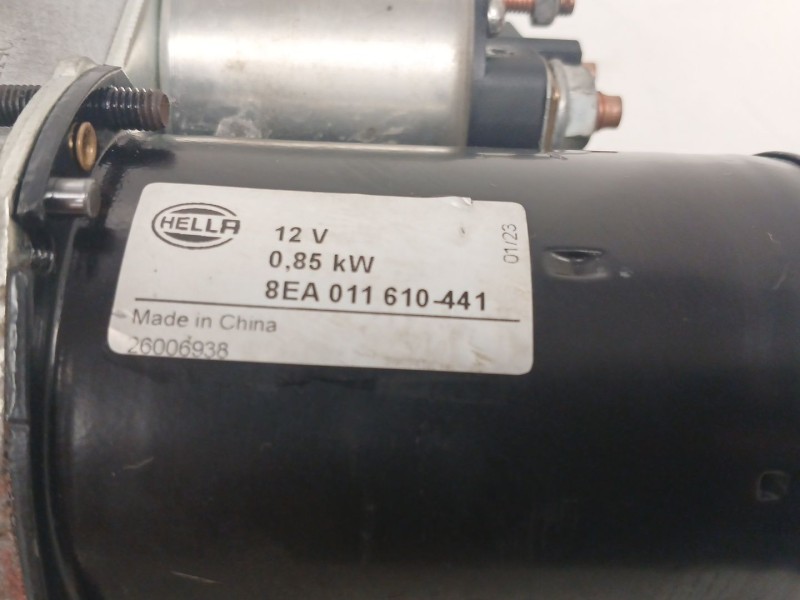 HELLA
12 V
0,85 kW
8EA 011 610-441
Made in China
26006938
01/23